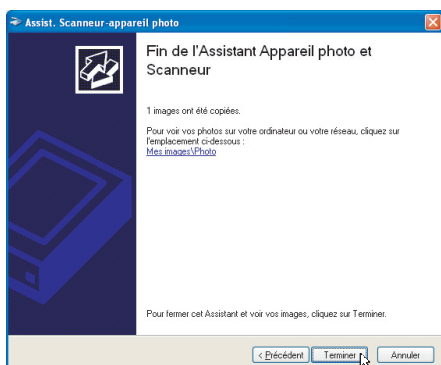 Assist. Scanneur-appareil photo
Fin de l'Assistant Appareil photo et
Scanneur
1 images ont été copiées.
Pour voir vos photos sur votre ordinateur ou votre réseau, cliquez sur
l'emplacement ci-dessous :
Mes images\Photo
Pour fermer cet Assistant et voir vos images, cliquez sur Terminer.
< Précédent Terminer Annuler